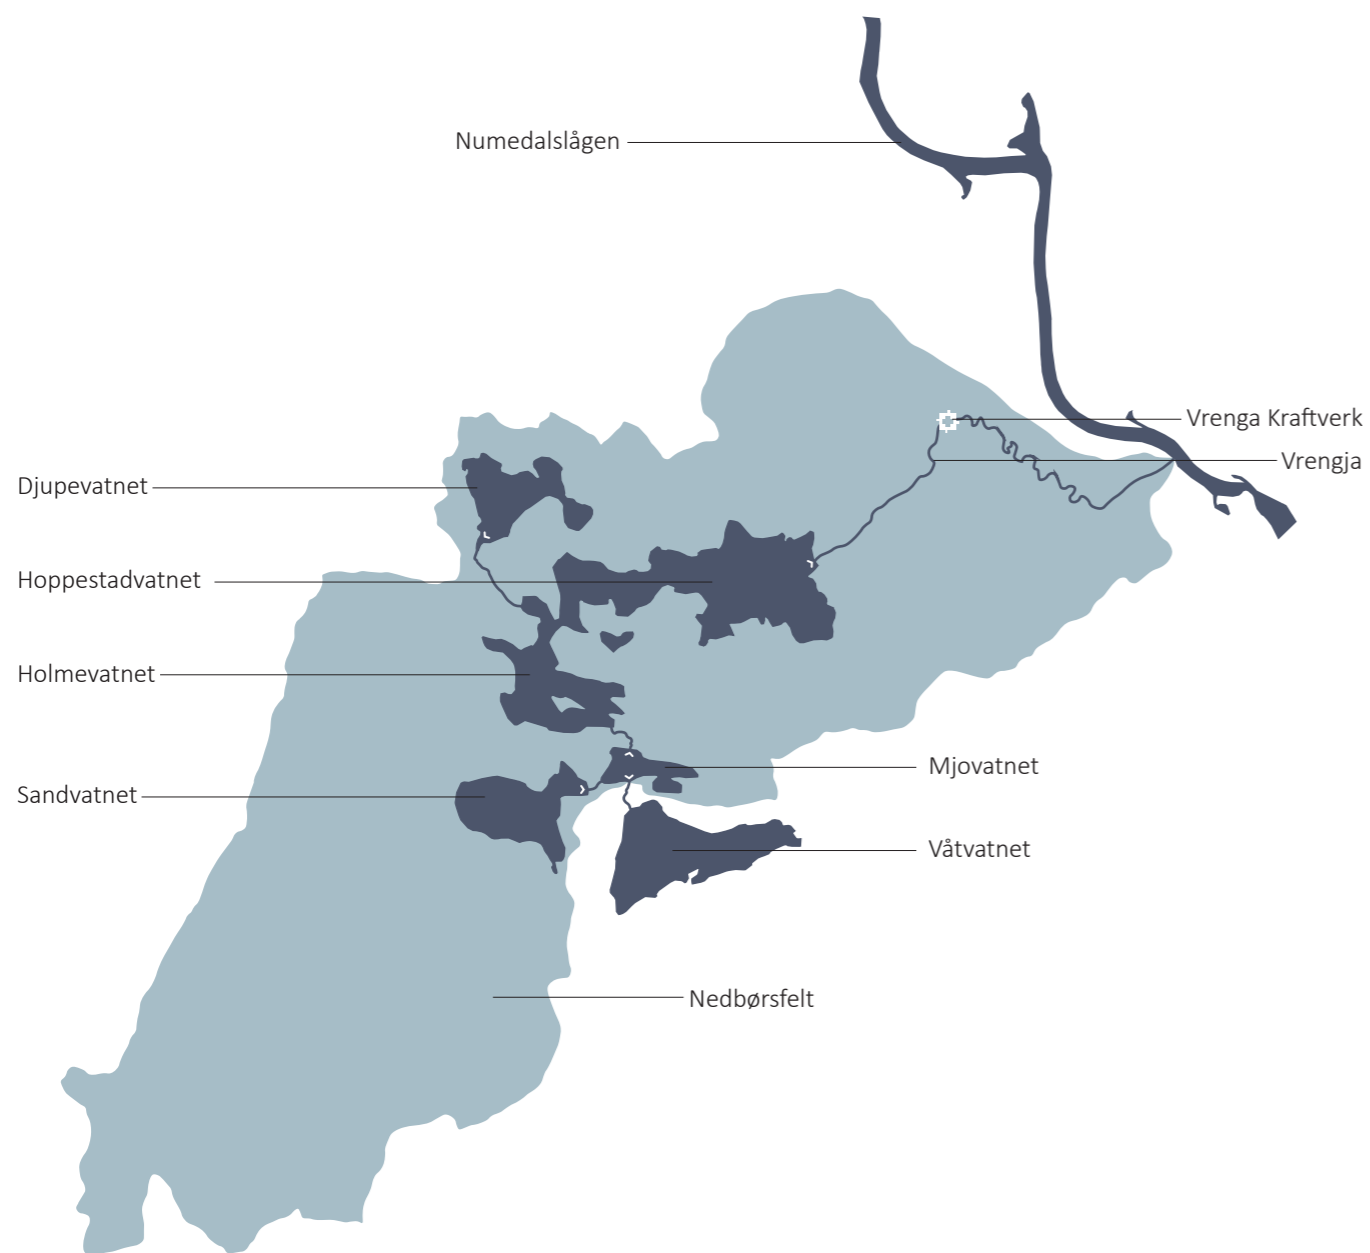 Numedalslågen
Vrenga Kraftverk
Vrengja
Djupevatnet
Hoppestadvatnet
Holmevatnet
Mjovatnet
Sandvatnet
Våtvatnet
Nedbørsfelt